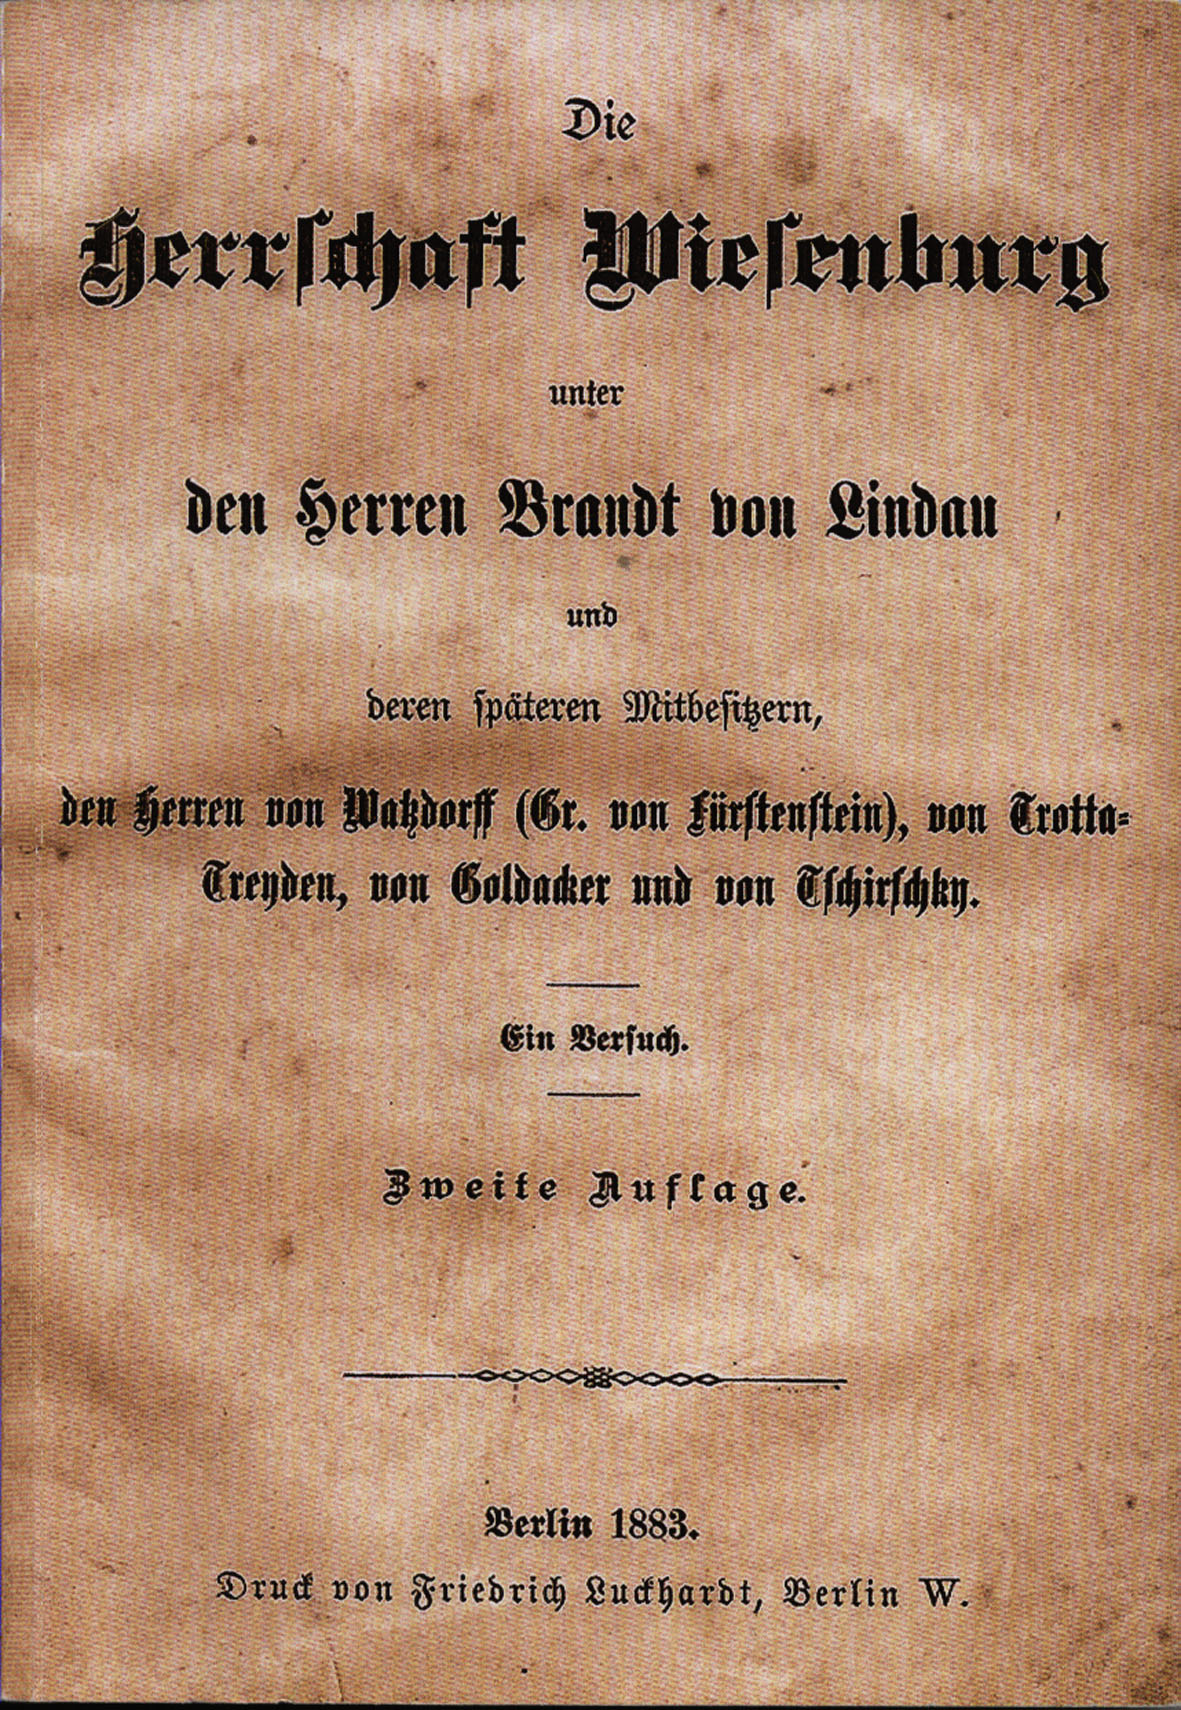 Die
Herrschaft Wiesenburg
unter
den Herren Brandt von Lindau
und
deren späteren Mitbesitzern,
den Herren von Watzdorff (Gr. von Fürstenstein), von Trotta-
Treyden, von Goldacker und von Tschirschky.
Ein Versuch.
Zweite Auflage.
Berlin 1883.
Druck von Friedrich Luckhardt, Berlin W.